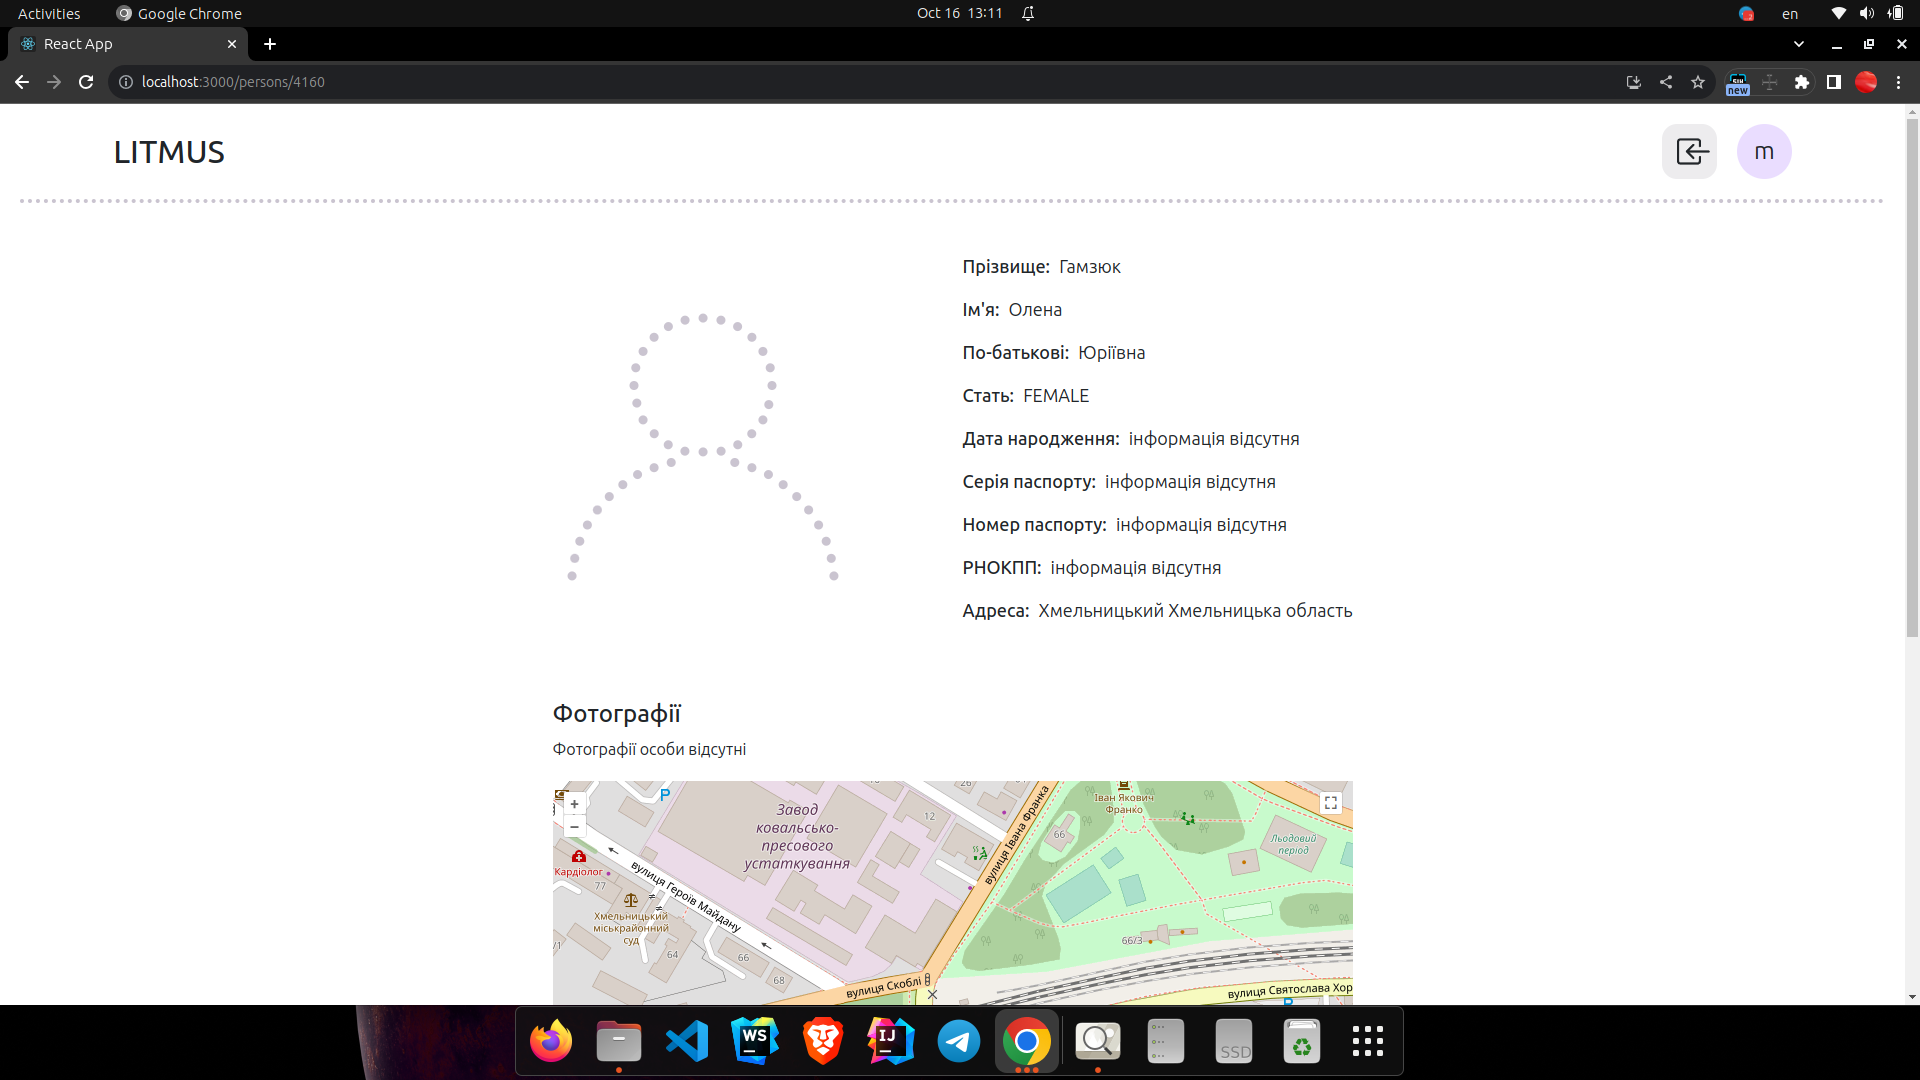 Activities
Google Chrome
Oct 16 13:11
en
React App
localhost:3000/persons/4160
new
LITMUS
m
Прізвище: Гамзюк
Ім'я: Олена
По-батькові: Юріївна
Стать: FEMALE
Дата народження: інформація відсутня
Серія паспорту: інформація відсутня
Номер паспорту: інформація відсутня
РНОКПП: інформація відсутня
Адреса: Хмельницький Хмельницька область
Фотографії
Фотографії особи відсутні
+
−
P
Завод
ковальсько-
пресового
устаткування
12
26
вулиця Івана Франка
Іван Якович
Франко
66
Льодовий
період
Кардіолог
77
вулиця Героїв Майдану
Хмельницький
міськрайонний
суд
64
66
68
66/3
вулиця Скоблі
вулиця Святослава Хор
P
WS
IJ
SSD